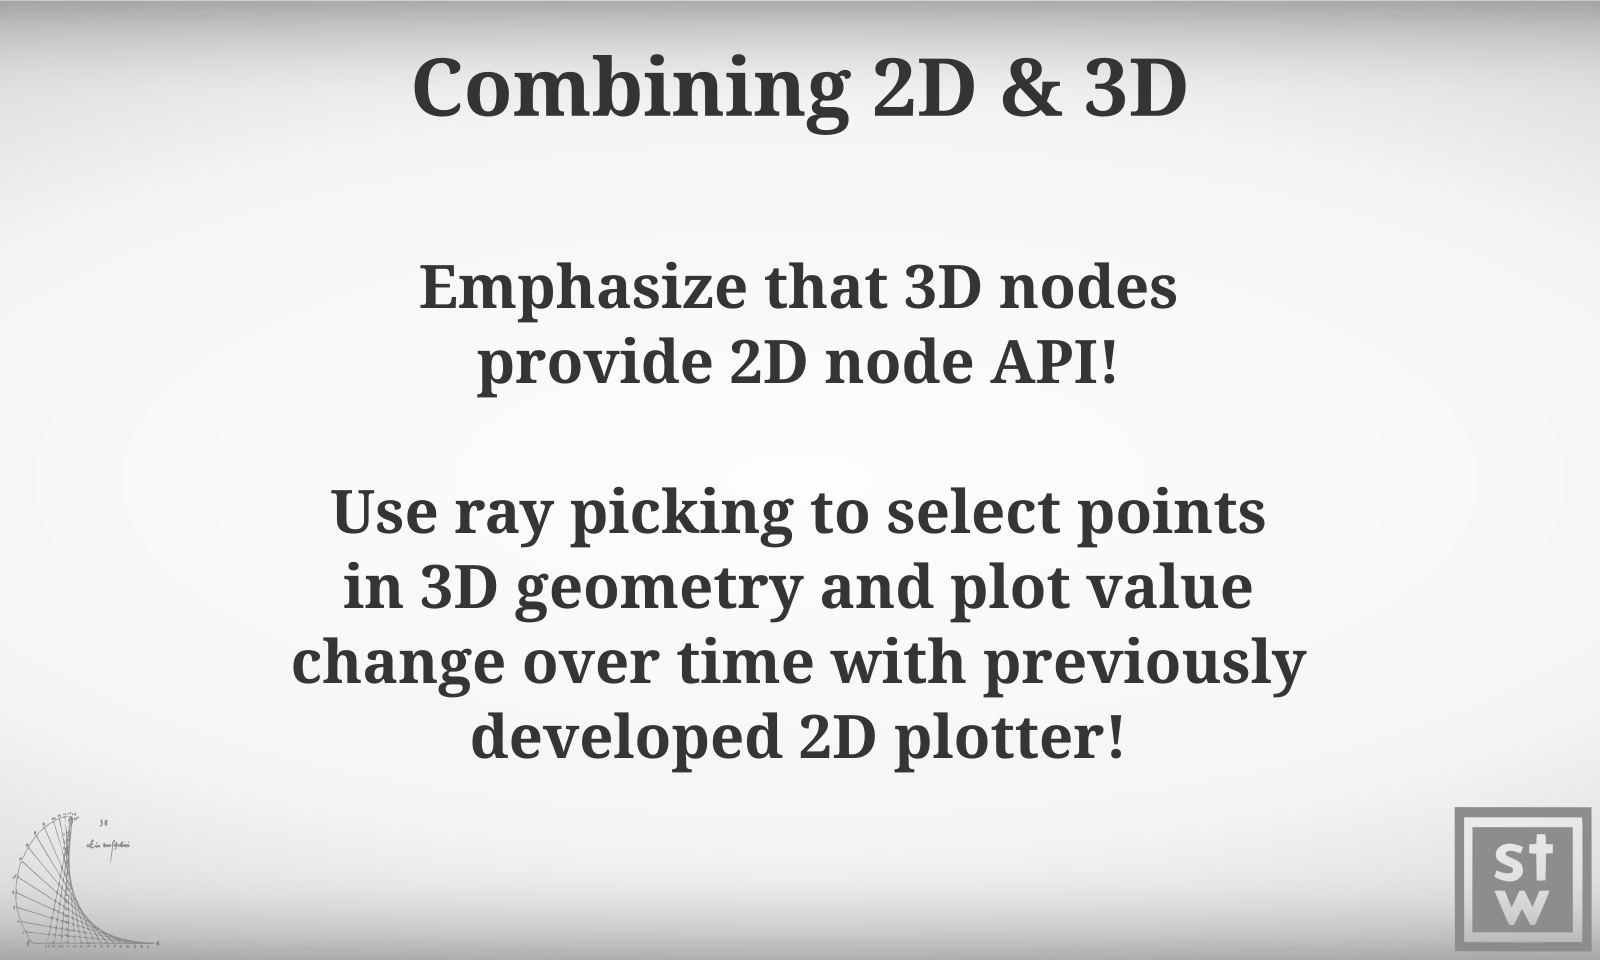 Combining 2D & 3D
Emphasize that 3D nodes
provide 2D node API!
Use ray picking to select points
in 3D geometry and plot value
change over time with previously
developed 2D plotter!
st
w